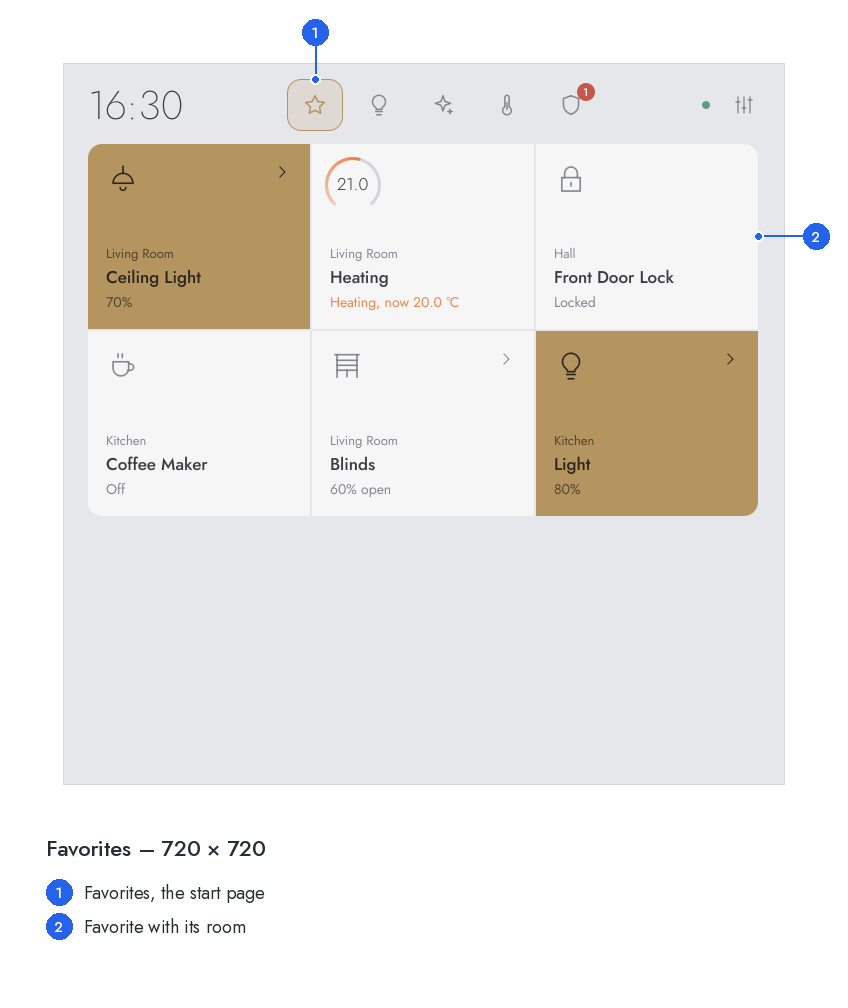 1
16:30
1
21.0
Living Room
Ceiling Light
70%
Living Room
Heating
Heating, now 20.0 °C
Hall
Front Door Lock
Locked
2
Kitchen
Coffee Maker
Off
Living Room
Blinds
60% open
Kitchen
Light
80%
Favorites – 720 × 720
1 Favorites, the start page
2 Favorite with its room